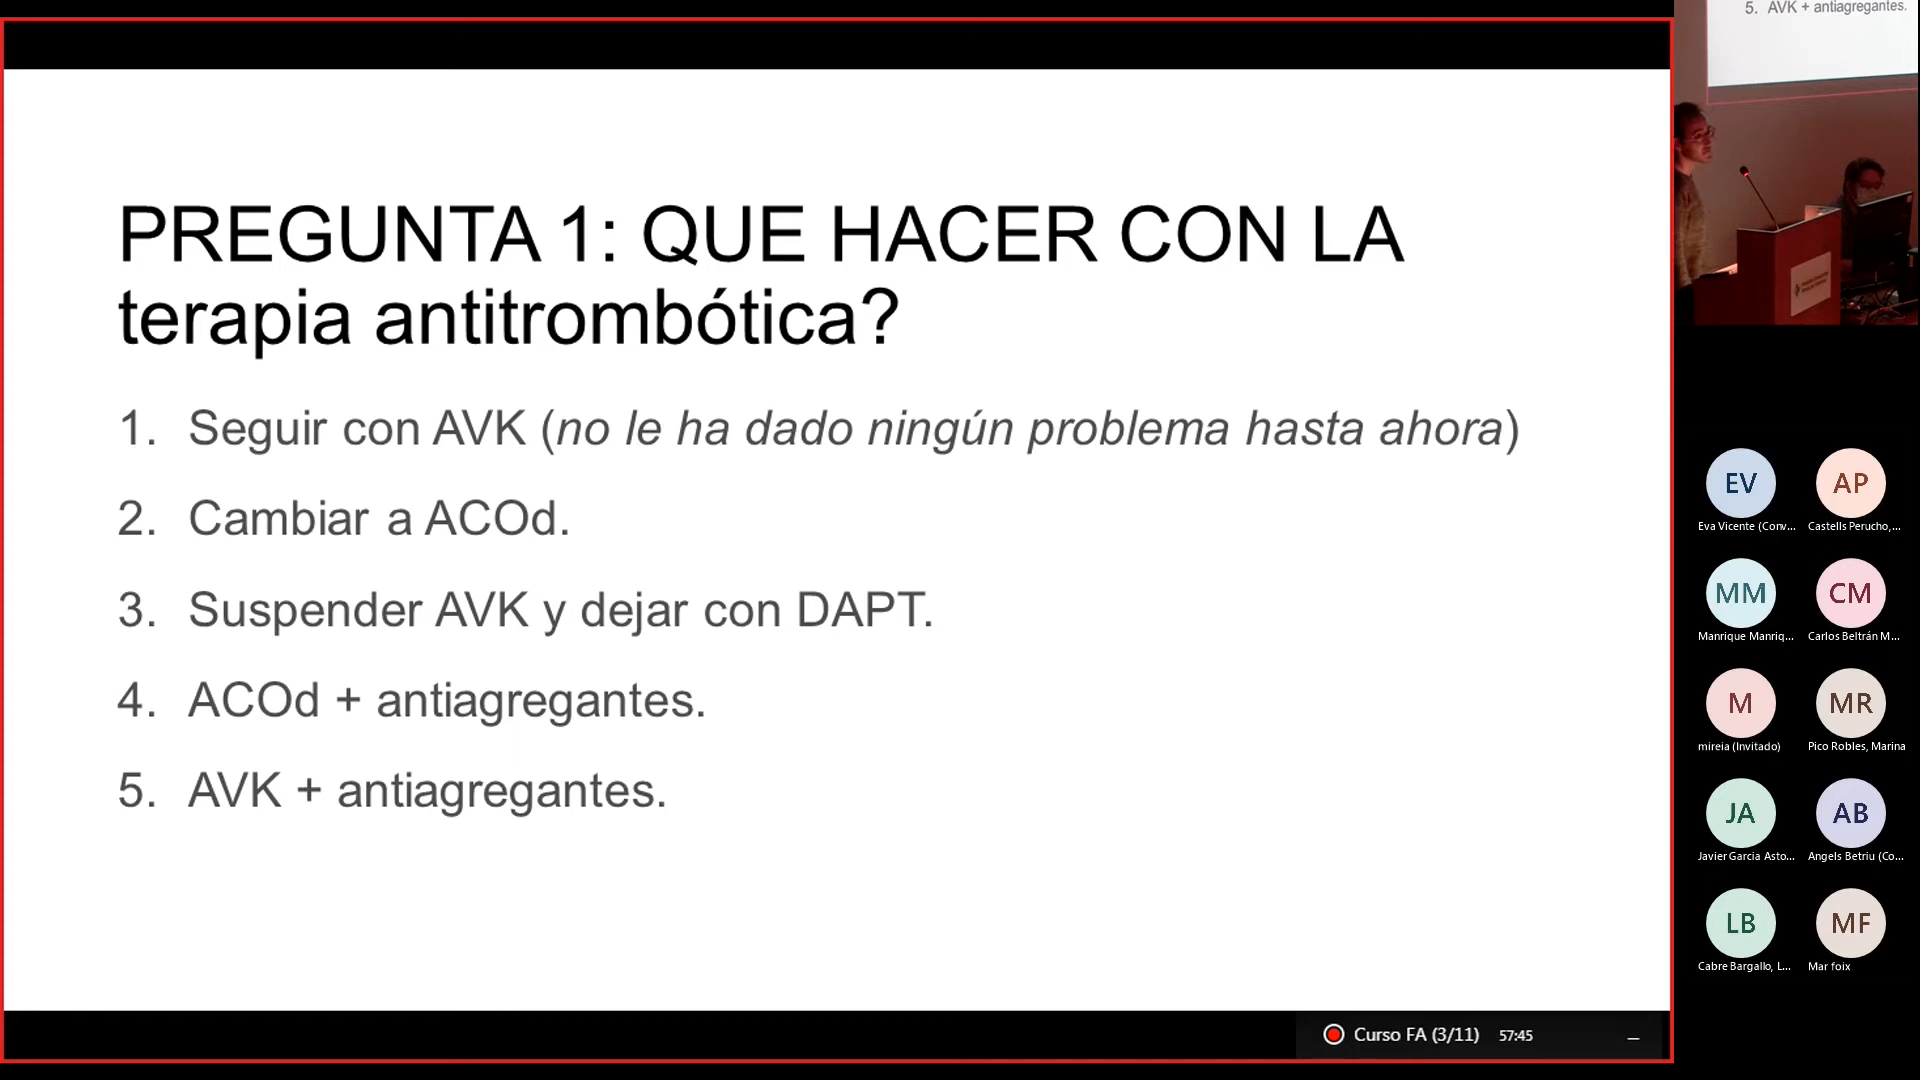 PREGUNTA 1: QUE HACER CON LA
terapia antitrombótica?
1. Seguir con AVK (no le ha dado ningún problema hasta ahora)
2. Cambiar a ACOd.
3. Suspender AVK y dejar con DAPT.
4. ACOd + antiagregantes.
5. AVK + antiagregantes.
Curso FA (3/11) 57:45
5. AVK + antiagregantes.
EV AP
Eva Vicente (Conv... Castells Perucho,...
MM CM
Manrique Manriq... Carlos Beltrán M...
M MR
mireia (Invitado) Pico Robles, Marina
JA AB
Javier Garcia Asto... Angels Betriu (Co...
LB MF
Cabre Bargallo, L... Mar foix